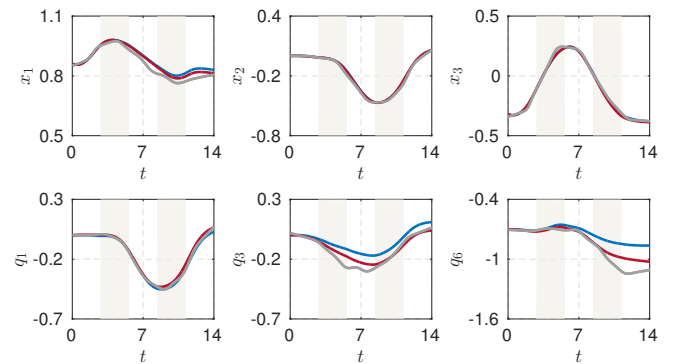 1.1 0.4 0.5
x1 0.8 x2 -0.2 x3 0
0.5 -0.8 -0.5
0 7 14 0 7 14 0 7 14
t t t
0.3 0.3 -0.4
q1 -0.2 q3 -0.2 q6 -1
-0.7 -0.7 -1.6
0 7 14 0 7 14 0 7 14
t t t